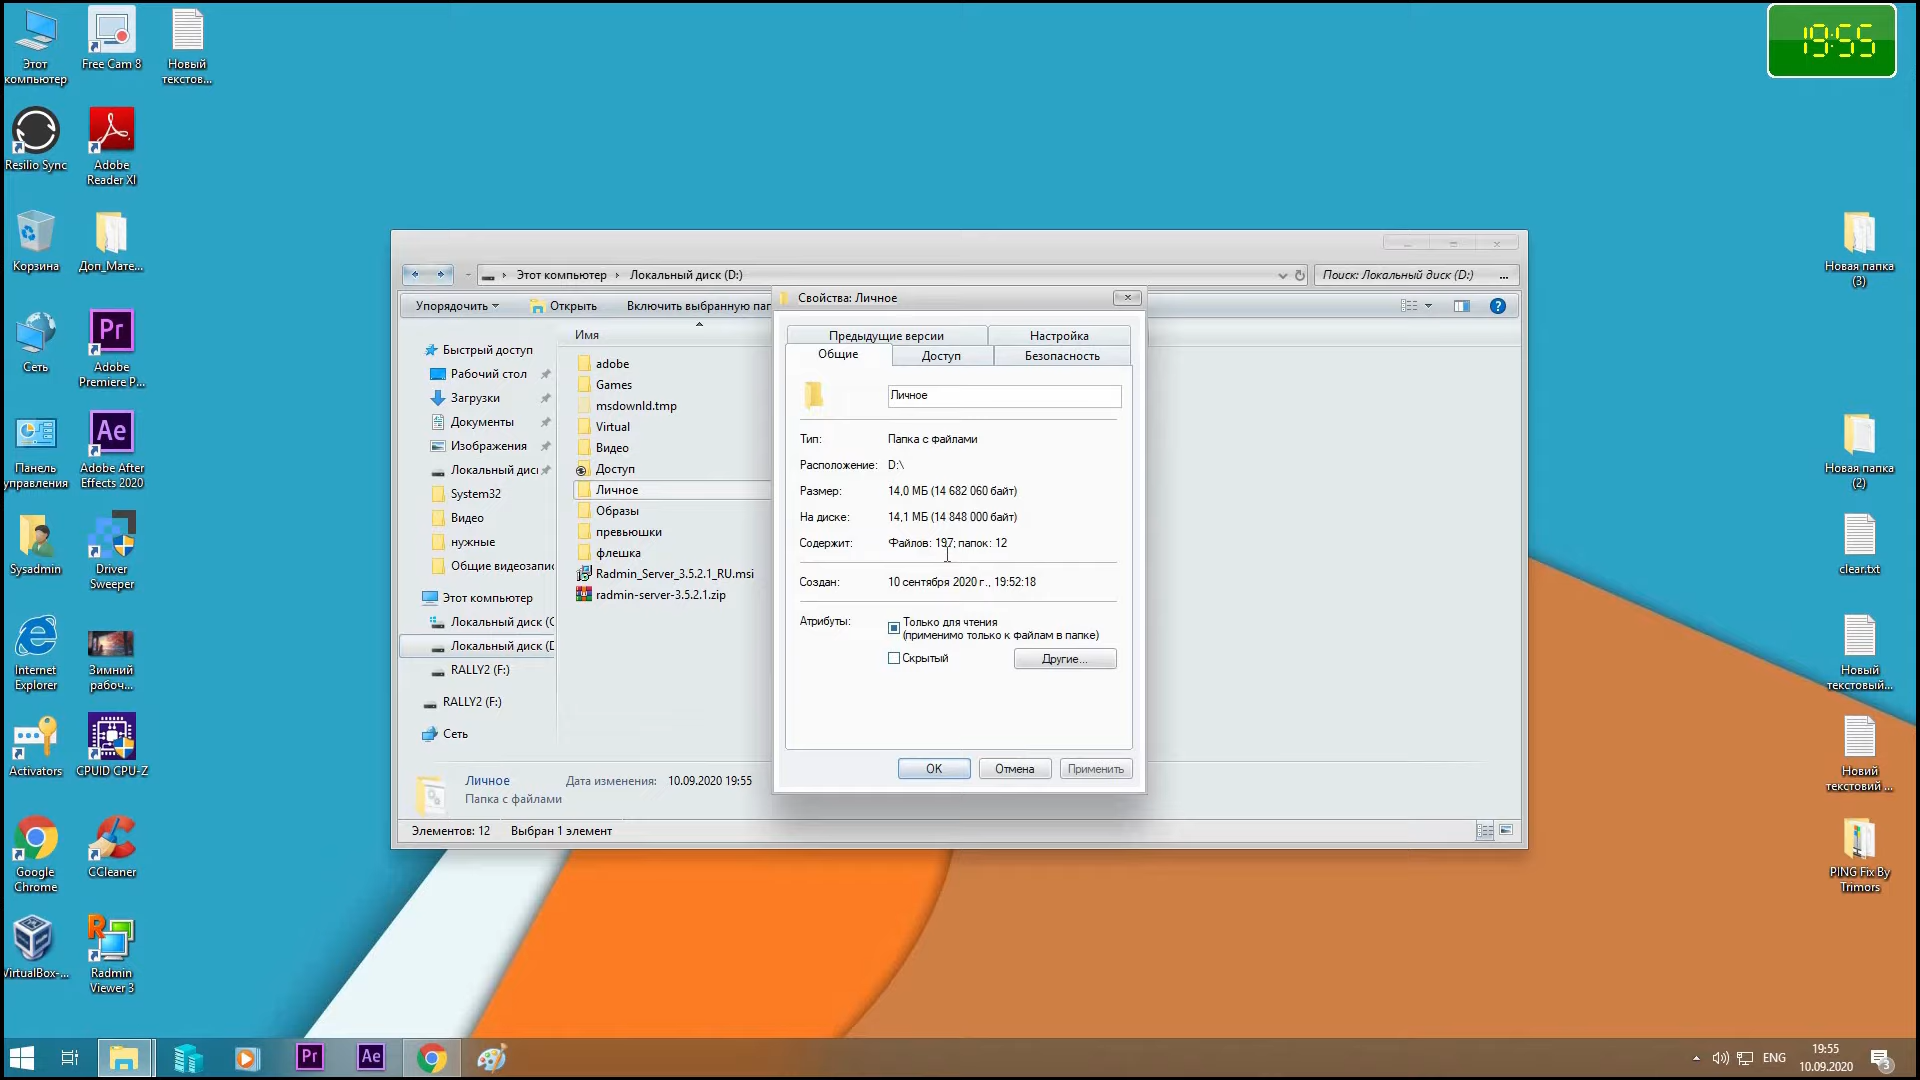 Этот
компьютер
Free Cam 8
Новый
текстов...
19:55
Resilio Sync
Adobe
Reader XI
Корзина
Доп_Мате...
Сеть
Adobe
Premiere P...
Панель
управления
Adobe After
Effects 2020
Sysadmin
Driver
Sweeper
Internet
Explorer
Зимний
рабоч...
Activators
CPUID CPU-Z
Google
Chrome
CCleaner
VirtualBox-...
Radmin
Viewer 3
Этот компьютер
Локальный диск (D:)
Поиск: Локальный диск (D:)
...
Упорядочить
Открыть
Включить выбранную пап
Имя
Быстрый доступ
Рабочий стол
Загрузки
Документы
Изображения
Локальный диск
System32
Видео
нужные
Общие видеозапис
Этот компьютер
Локальный диск (C
Локальный диск (D
RALLY2 (F:)
RALLY2 (F:)
Сеть
adobe
Games
msdownld.tmp
Virtual
Видео
Доступ
Личное
Образы
превьюшки
флешка
Radmin_Server_3.5.2.1_RU.msi
radmin-server-3.5.2.1.zip
Личное
Дата изменения: 10.09.2020 19:55
Папка с файлами
Элементов: 12
Выбран 1 элемент
Свойства: Личное
Предыдущие версии
Настройка
Общие
Доступ
Безопасность
Личное
Тип: Папка с файлами
Расположение: D:\
Размер: 14,0 МБ (14 682 060 байт)
На диске: 14,1 МБ (14 848 000 байт)
Содержит: Файлов: 197; папок: 12
Создан: 10 сентября 2020 г., 19:52:18
Атрибуты:
Только для чтения
(применимо только к файлам в папке)
Скрытый
Другие...
OK
Отмена
Применить
Новая папка
(3)
Новая папка
(2)
clear.txt
Новый
текстовый...
Новий
текстовий ...
PING Fix By
Trimors
Pr
Ae
Pr
Ae
ENG
19:55
10.09.2020
3